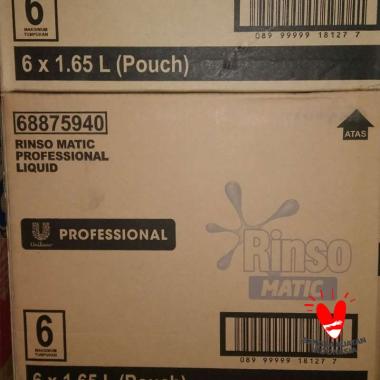 6
MAKSIMUM
TUMPUKAN
089 99999 18127 7
6 x 1.65 L (Pouch)
68875940
RINSO MATIC
PROFESSIONAL
LIQUID
ATAS
Unilever
PROFESSIONAL
Rinso
MATIC
6
MAKSIMUM
TUMPUKAN
089 99999 18127 7
6 x 1.65 L (Pouch)